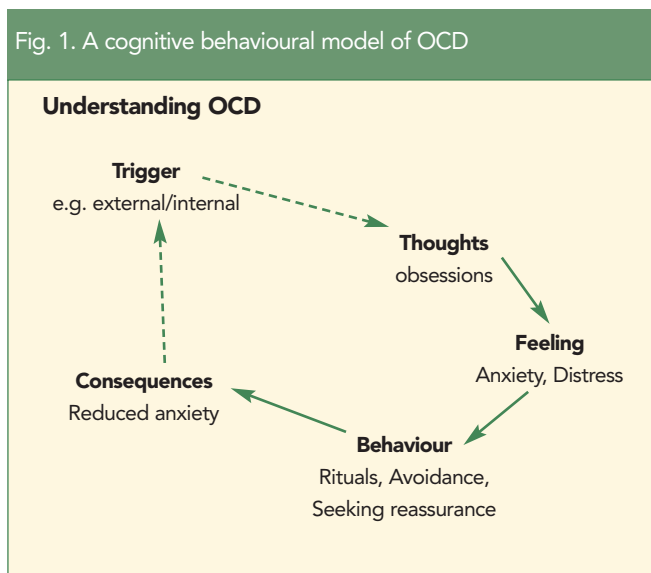 Fig. 1. A cognitive behavioural model of OCD
Understanding OCD
Trigger
e.g. external/internal
Thoughts
obsessions
Feeling
Anxiety, Distress
Behaviour
Rituals, Avoidance,
Seeking reassurance
Consequences
Reduced anxiety